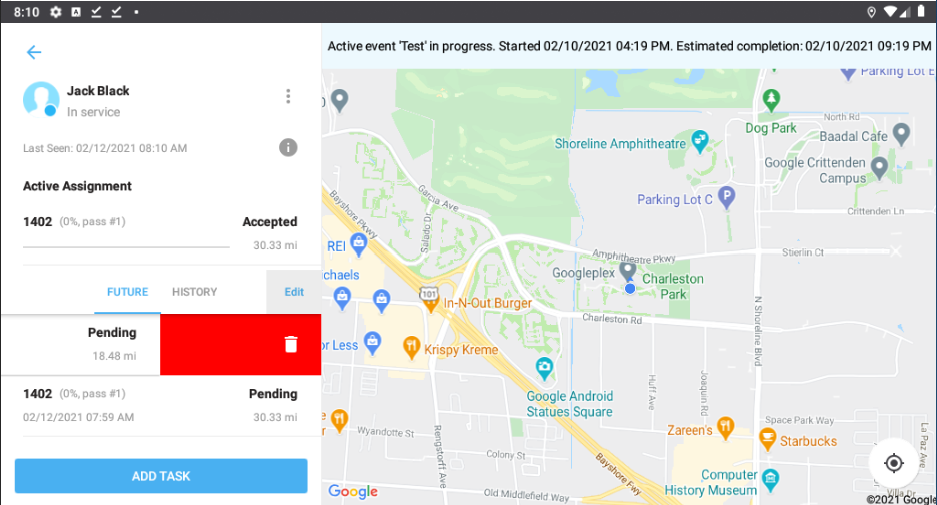 8:10
A
Active event 'Test' in progress. Started 02/10/2021 04:19 PM. Estimated completion: 02/10/2021 09:19 PM
Jack Black
In service
Last Seen: 02/12/2021 08:10 AM
Active Assignment
1402 (0%, pass #1) Accepted
30.33 mi
FUTURE HISTORY Edit
Pending
18.48 mi
1402 (0%, pass #1) Pending
02/12/2021 07:59 AM 30.33 mi
ADD TASK
Parking Lot E
North Rd
Dog Park
Baadal Cafe
Shoreline Amphitheatre
Google Crittenden
Campus
Parking Lot C
Crittenden Ln
Garcia Ave
Bayshore Pkwy
Salado Dr
REI
Amphitheatre Pkwy
Stierlin Ct
Googleplex
Charleston
Park
chaels
101
In-N-Out Burger
Charleston Rd
N Shoreline Blvd
or Less
Krispy Kreme
Google Android
Statues Square
Huff Ave
Joaquin Rd
Space Park Way
Zareen's
Starbucks
La Paz Ave
Wyandotte St
Rengstorff Ave
Colony St
Bayshore Fwy
Computer
History Museum
Old Middlefield Way
Villa Dr
Google
©2021 Google